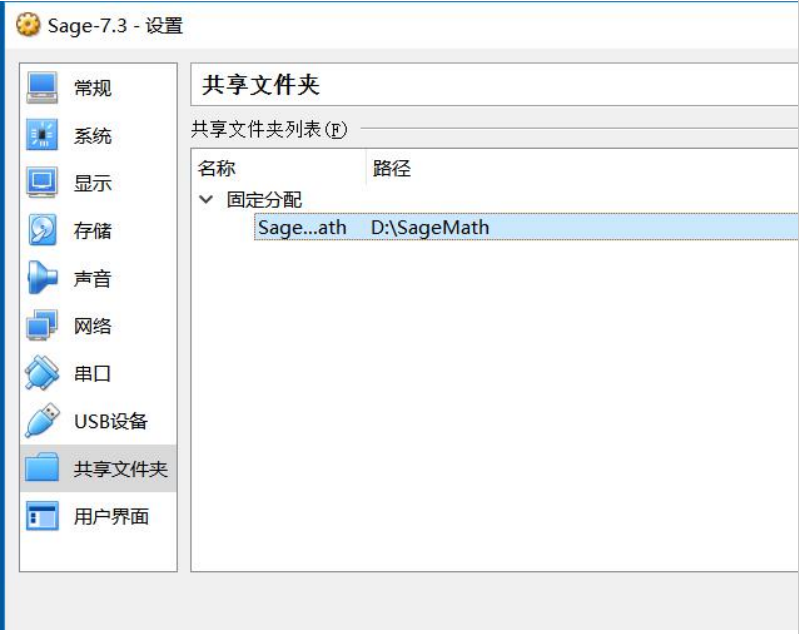 Sage-7.3 - 设置
常规
系统
显示
存储
声音
网络
串口
USB设备
共享文件夹
用户界面
共享文件夹
共享文件夹列表(F)
名称 路径
固定分配
Sage...ath D:\SageMath